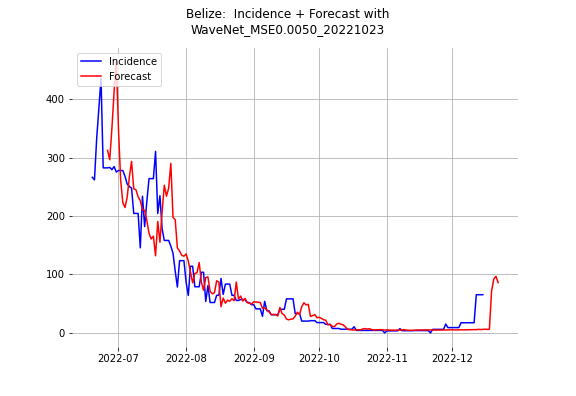 Belize:  Incidence + Forecast with
WaveNet_MSE0.0050_20221023
Incidence
Forecast
400
300
200
100
0
2022-07 2022-08 2022-09 2022-10 2022-11 2022-12